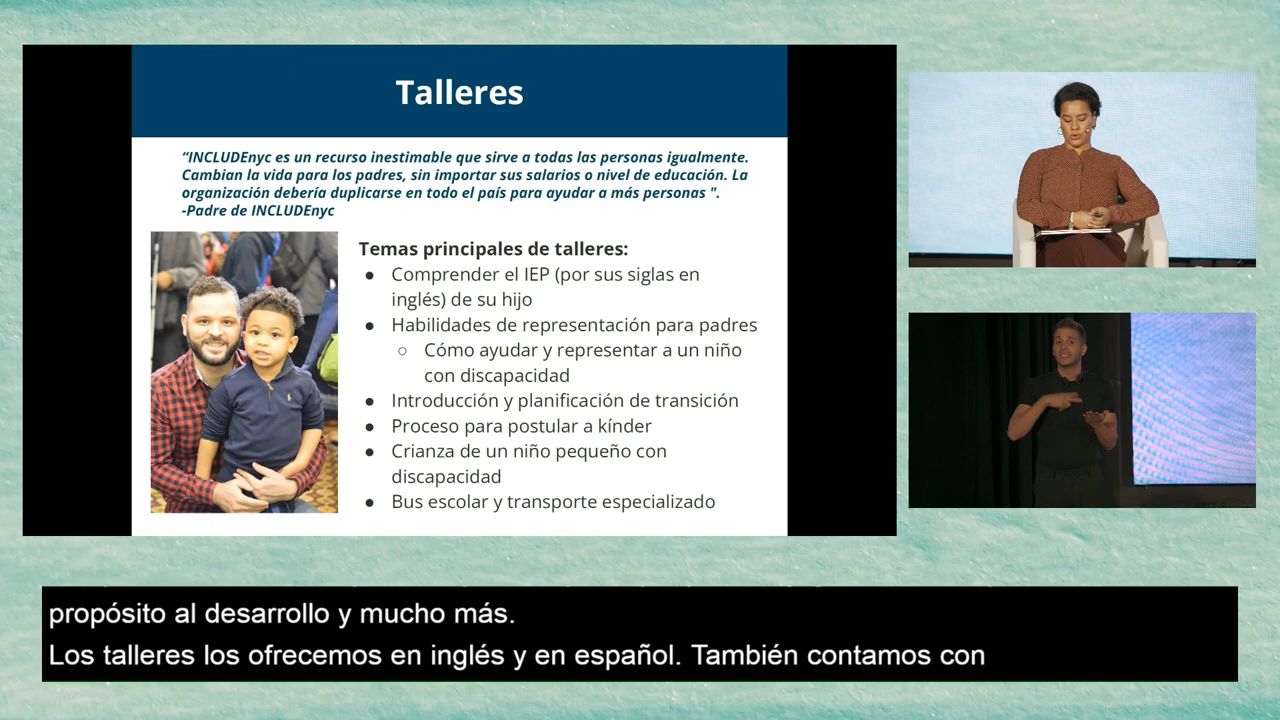 Talleres
“INCLUDEnyc es un recurso inestimable que sirve a todas las personas igualmente.
Cambian la vida para los padres, sin importar sus salarios o nivel de educación. La
organización debería duplicarse en todo el país para ayudar a más personas ".
-Padre de INCLUDEnyc
Temas principales de talleres:
● Comprender el IEP (por sus siglas en
inglés) de su hijo
● Habilidades de representación para padres
○ Cómo ayudar y representar a un niño
con discapacidad
● Introducción y planificación de transición
● Proceso para postular a kínder
● Crianza de un niño pequeño con
discapacidad
● Bus escolar y transporte especializado
propósito al desarrollo y mucho más.
Los talleres los ofrecemos en inglés y en español. También contamos con